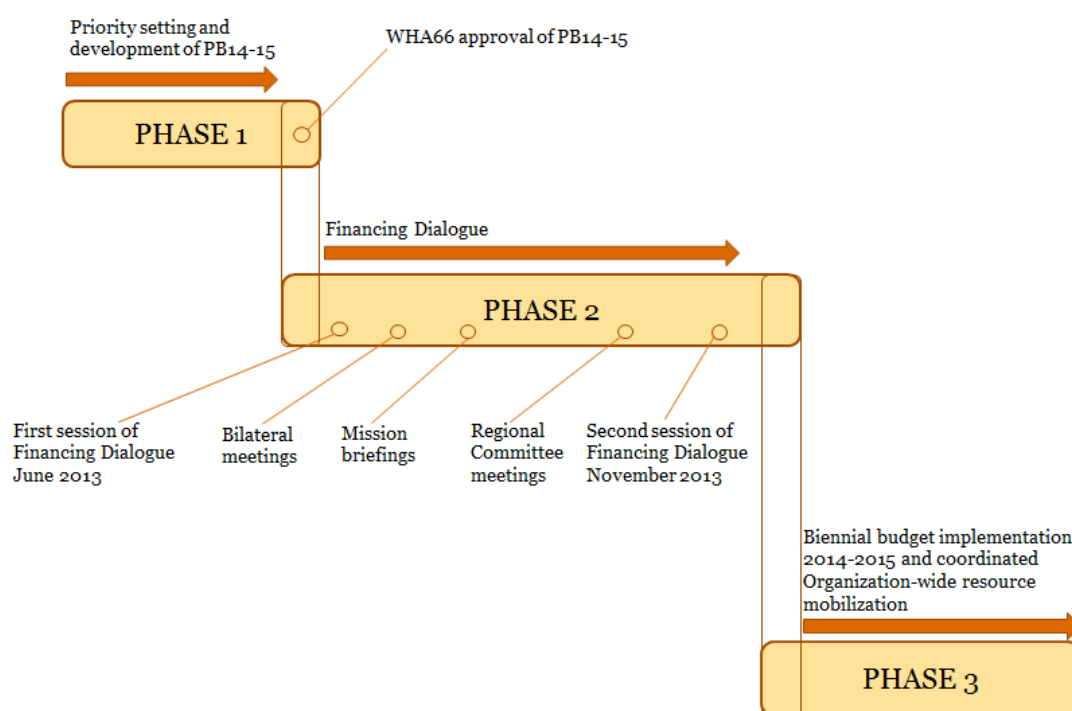 Priority setting and
development of PB14-15
WHA66 approval of PB14-15
PHASE 1
Financing Dialogue
PHASE 2
First session of
Financing Dialogue
June 2013
Bilateral
meetings
Mission
briefings
Regional
Committee
meetings
Second session of
Financing Dialogue
November 2013
Biennial budget implementation
2014-2015 and coordinated
Organization-wide resource
mobilization
PHASE 3